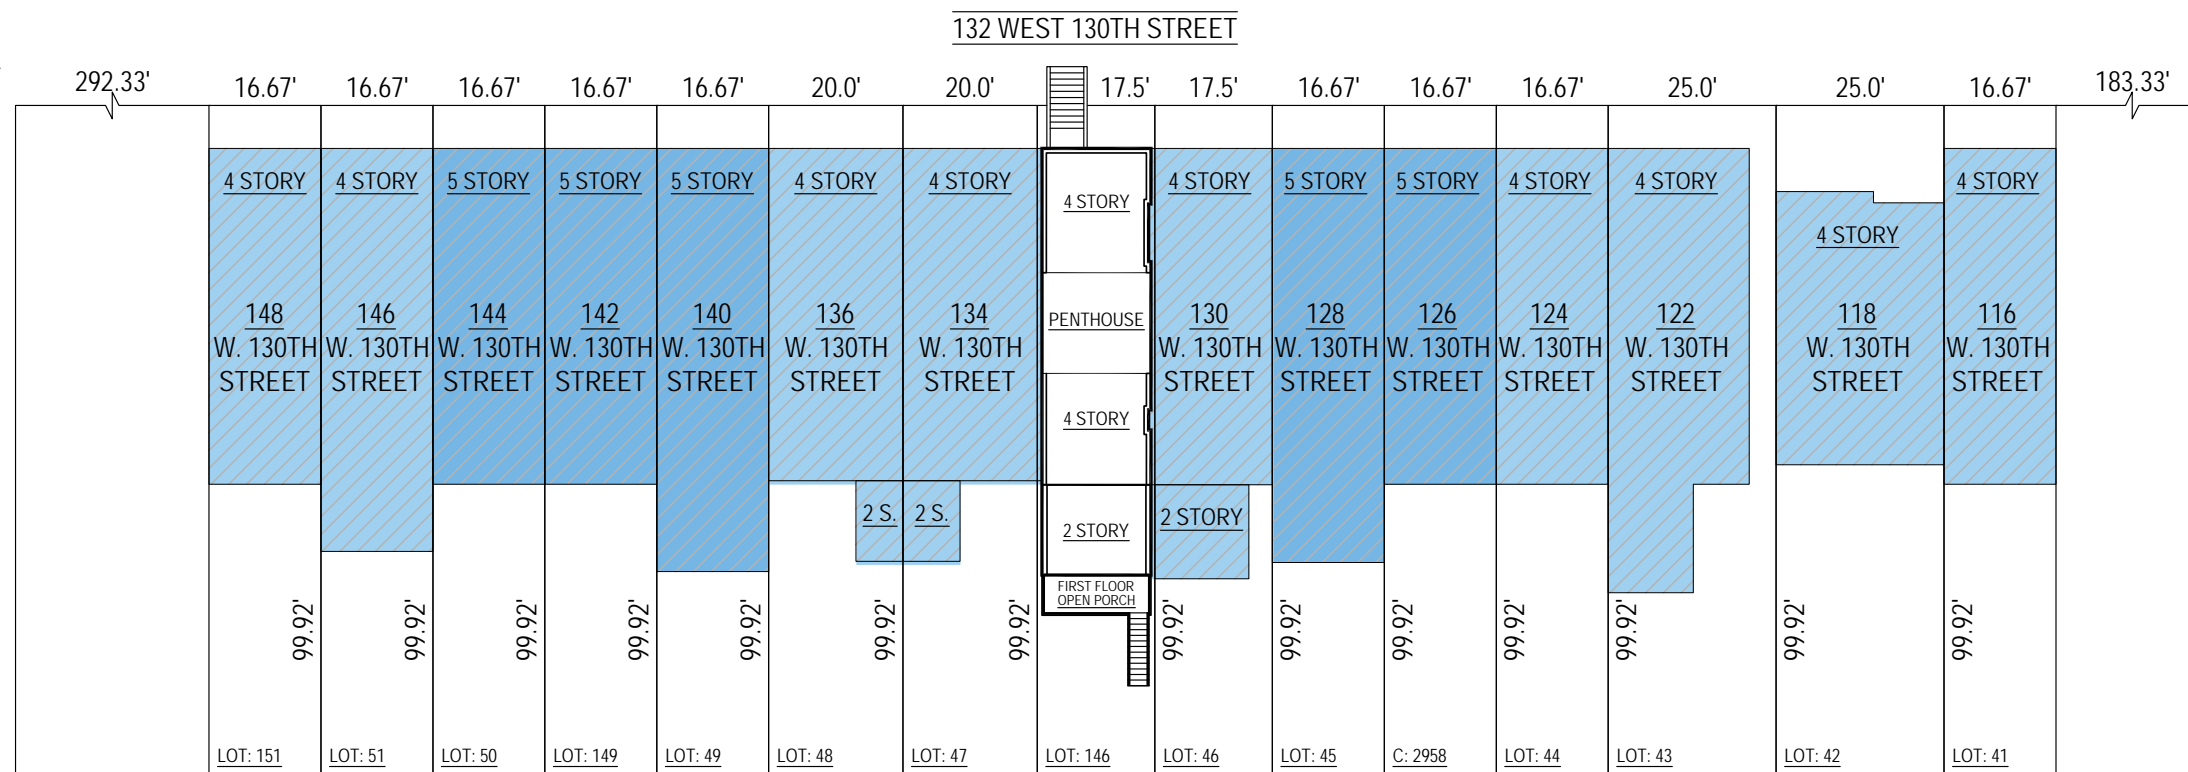 132 WEST 130TH STREET
292.33' 16.67' 16.67' 16.67' 16.67' 16.67' 20.0' 20.0' 17.5' 17.5' 16.67' 16.67' 16.67' 25.0' 25.0' 16.67' 183.33'
4 STORY 4 STORY 5 STORY 5 STORY 5 STORY 4 STORY 4 STORY 4 STORY 4 STORY 5 STORY 5 STORY 4 STORY 4 STORY 4 STORY 4 STORY
148
W. 130TH
STREET
146
W. 130TH
STREET
144
W. 130TH
STREET
142
W. 130TH
STREET
140
W. 130TH
STREET
136
W. 130TH
STREET
134
W. 130TH
STREET
PENTHOUSE
130
W. 130TH
STREET
128
W. 130TH
STREET
126
W. 130TH
STREET
124
W. 130TH
STREET
122
W. 130TH
STREET
118
W. 130TH
STREET
116
W. 130TH
STREET
4 STORY
2 S. 2 S. 2 STORY 2 STORY
FIRST FLOOR
OPEN PORCH
99.92' 99.92' 99.92' 99.92' 99.92' 99.92' 99.92' 99.92' 99.92' 99.92' 99.92' 99.92' 99.92' 99.92'
LOT: 151 LOT: 51 LOT: 50 LOT: 149 LOT: 49 LOT: 48 LOT: 47 LOT: 146 LOT: 46 LOT: 45 C: 2958 LOT: 44 LOT: 43 LOT: 42 LOT: 41